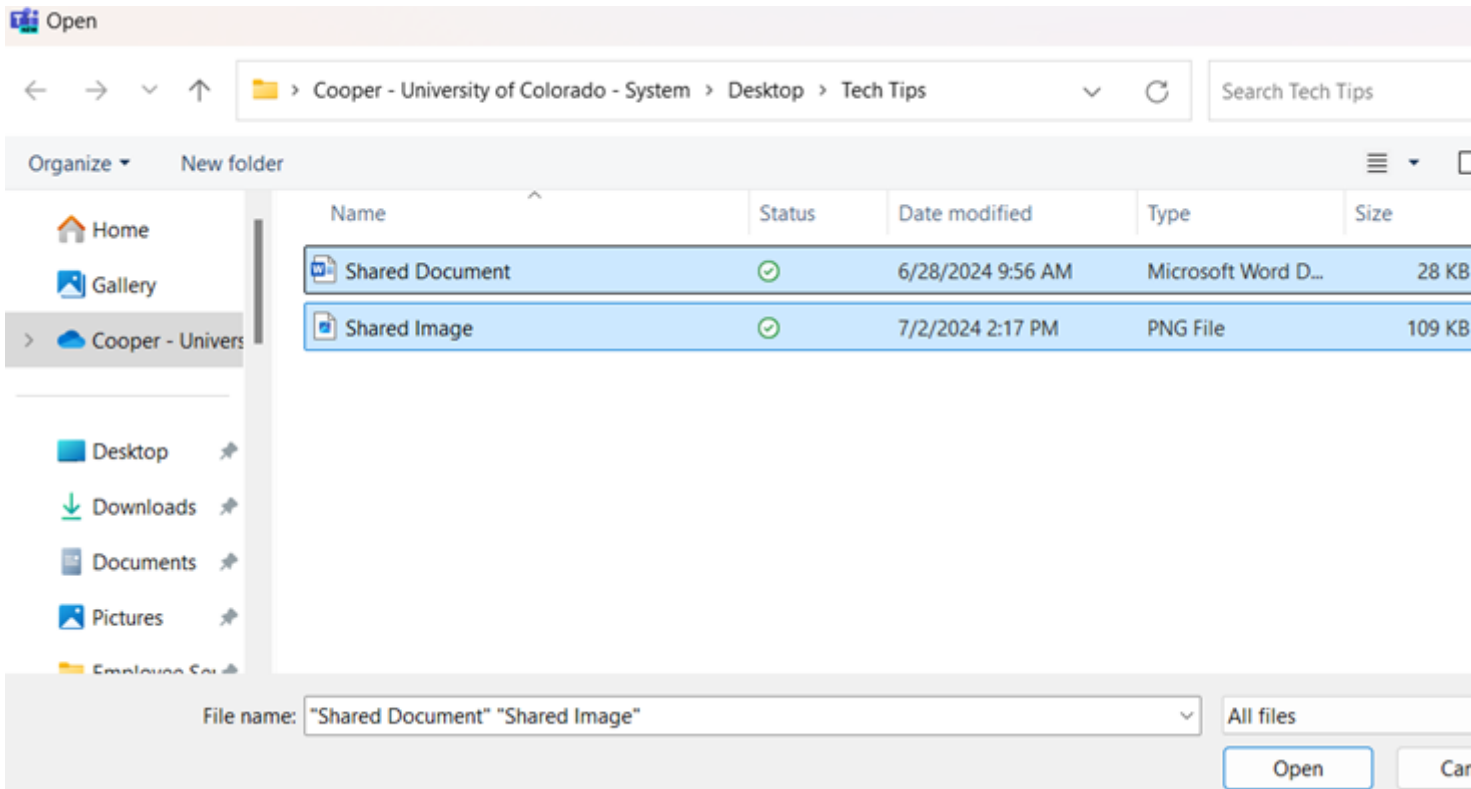 Open
Cooper - University of Colorado - System > Desktop > Tech Tips
Search Tech Tips
Organize New folder
Name Status Date modified Type Size
Home
Gallery
Cooper - Univers
Desktop
Downloads
Documents
Pictures
Shared Document 6/28/2024 9:56 AM Microsoft Word D... 28 KB
Shared Image 7/2/2024 2:17 PM PNG File 109 KB
File name: "Shared Document" "Shared Image" All files
Open Can